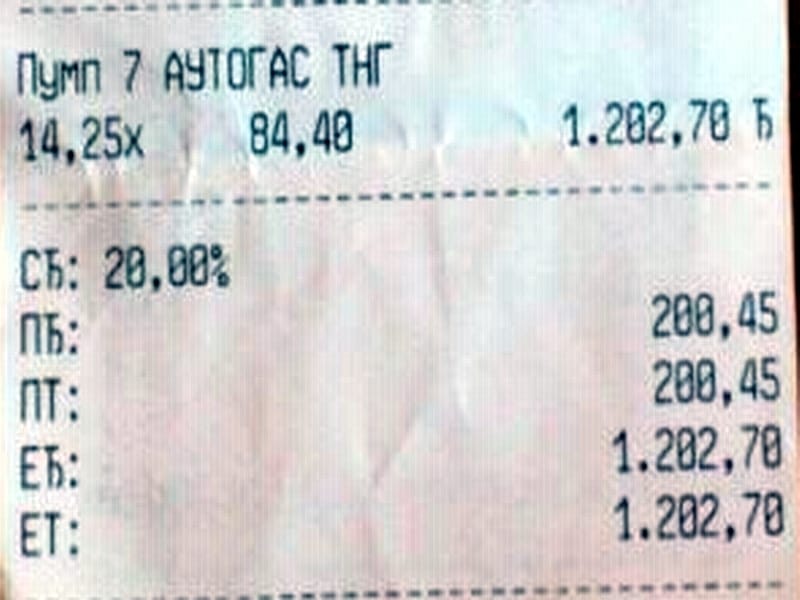 Пумп 7 АУТОГАС ТНГ
14,25x 84,40 1.202,70 Ђ
СЂ: 20,00%
ПЂ: 200,45
ПТ: 200,45
ЕЂ: 1.202,70
ЕТ: 1.202,70